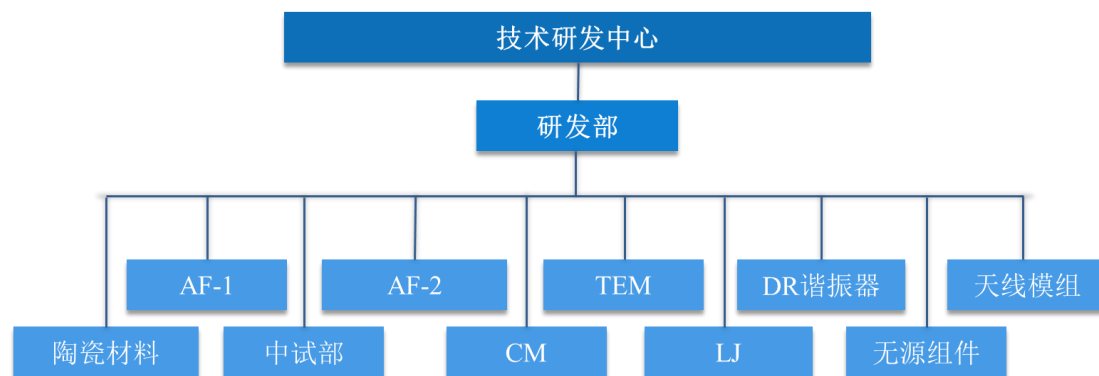 技术研发中心
研发部
AF-1
AF-2
TEM
DR谐振器
天线模组
陶瓷材料
中试部
CM
LJ
无源组件